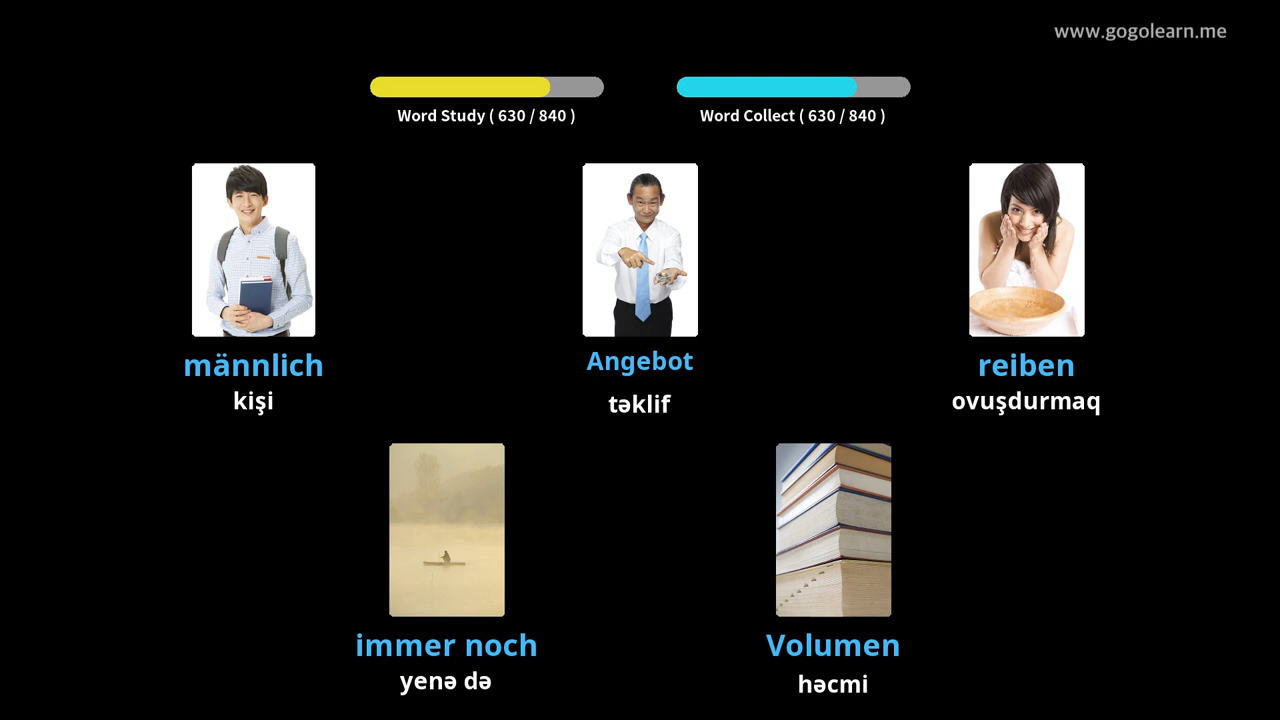 www.gogolearn.me
Word Study ( 630 / 840 )
Word Collect ( 630 / 840 )
männlich
kişi
Angebot
təklif
reiben
ovuşdurmaq
immer noch
yenə də
Volumen
həcmi